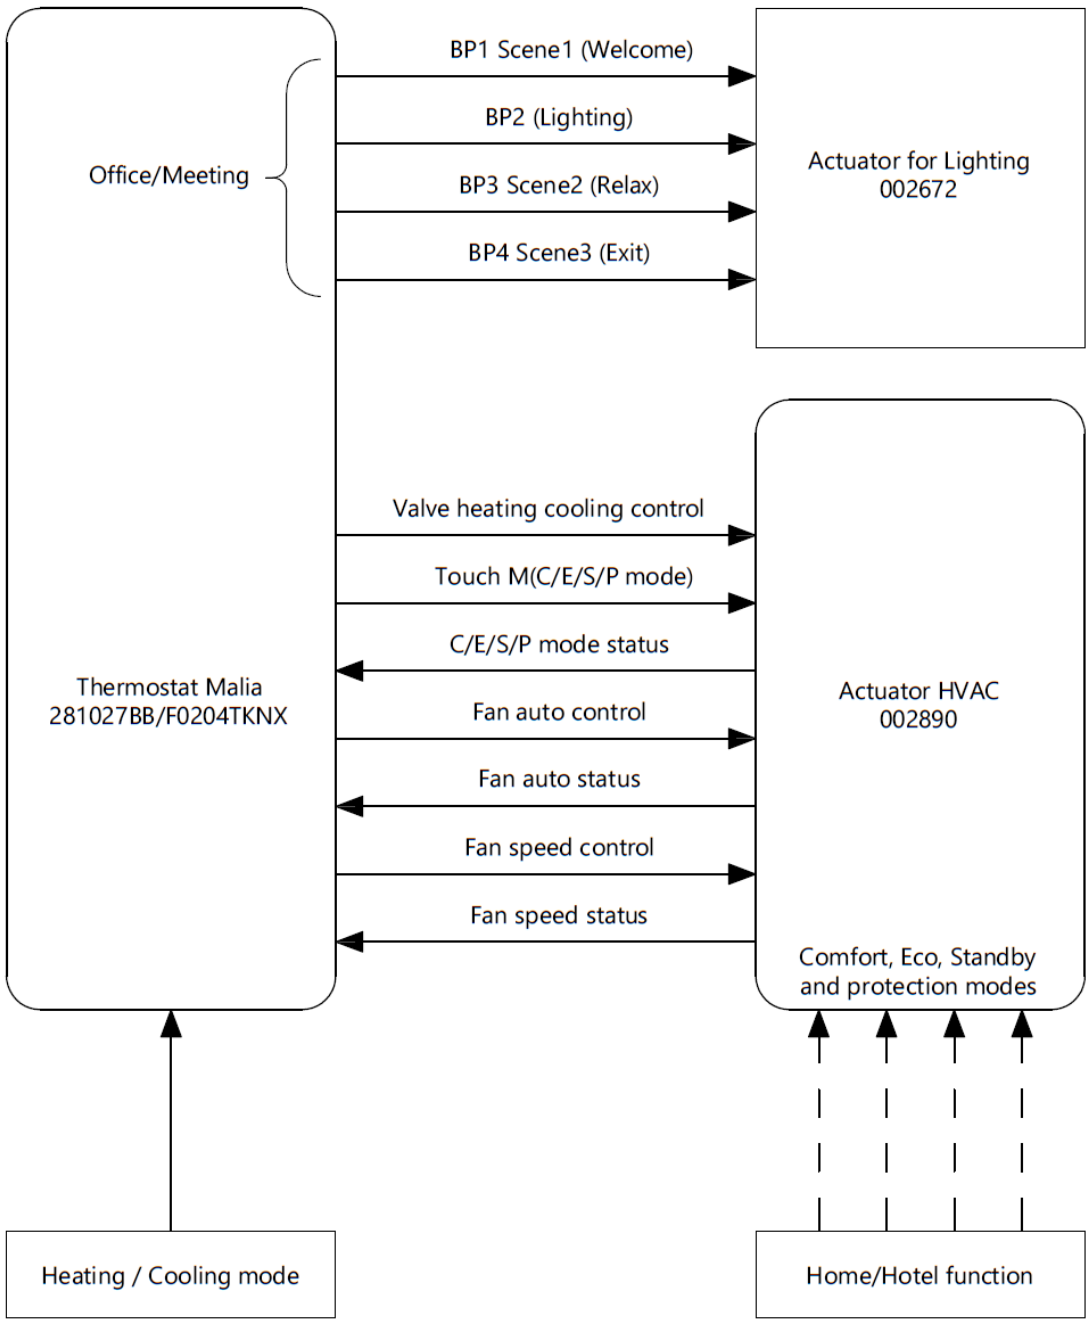 BP1 Scene1 (Welcome)
BP2 (Lighting)
Office/Meeting
BP3 Scene2 (Relax)
BP4 Scene3 (Exit)
Actuator for Lighting
002672
Valve heating cooling control
Touch M(C/E/S/P mode)
C/E/S/P mode status
Thermostat Malia
281027BB/F0204TKNX
Fan auto control
Fan auto status
Fan speed control
Fan speed status
Actuator HVAC
002890
Comfort, Eco, Standby
and protection modes
Heating / Cooling mode
Home/Hotel function